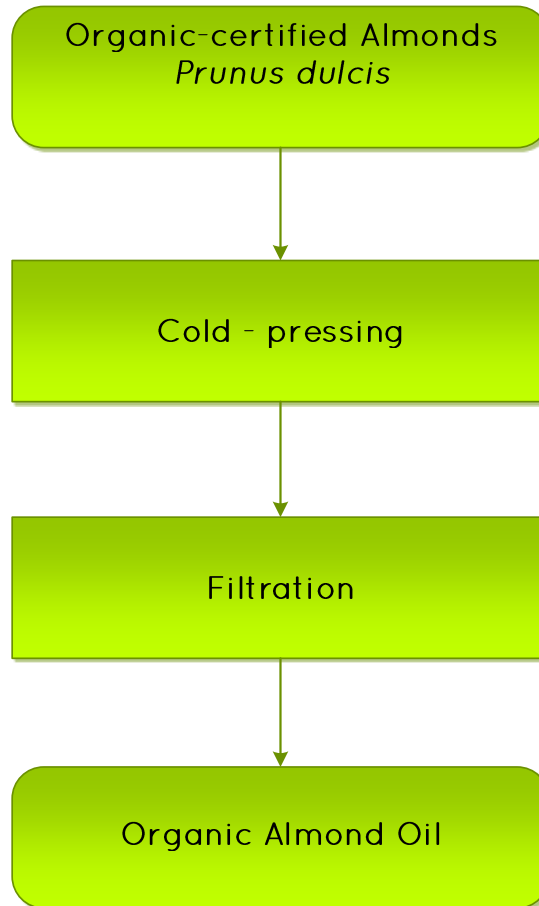 Organic-certified Almonds
Prunus dulcis
Cold - pressing
Filtration
Organic Almond Oil